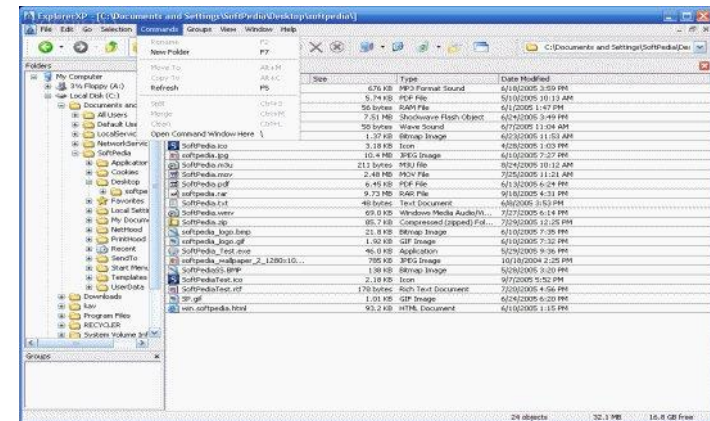 ExplorerXP - [C:\Documents and Settings\SoftPedia\Desktop\softpedia\]
File Edit Go Selection Commands Groups View Window Help
Rename F2
New Folder F7
Move To Alt+M
Copy To Alt+C
Refresh F5
Split Ctrl+S
Merge Ctrl+M
Clean Ctrl+L
Open Command Window Here \
C:\Documents and Settings\SoftPedia\Des
Folders
My Computer
3½ Floppy (A:)
Local Disk (C:)
Documents and
All Users
Default Use
LocalServic
NetworkServic
SoftPedia
Application
Cookies
Desktop
softpe
Favorites
Local Setti
My Docum
NetHood
PrintHood
Recent
SendTo
Start Menu
Templates
UserData
Downloads
kav
Program Files
RECYCLER
System Volume Inf
Groups
Size Type Date Modified
676 KB MP3 Format Sound 6/10/2005 3:59 PM
5.74 KB PDF File 5/10/2005 10:13 AM
56 bytes RAM File 6/1/2005 1:47 PM
7.51 MB Shockwave Flash Object 6/24/2005 3:49 PM
58 bytes Wave Sound 6/7/2005 11:04 AM
1.37 KB Bitmap Image 6/23/2005 11:53 AM
SoftPedia.ico 3.18 KB Icon 4/28/2005 1:03 PM
softpedia.jpg 10.4 MB JPEG Image 6/10/2005 7:27 PM
SoftPedia.m3u 211 bytes M3U File 8/24/2005 10:12 AM
SoftPedia.mov 2.48 MB MOV File 7/25/2005 11:21 AM
SoftPedia.pdf 6.45 KB PDF File 6/13/2005 6:24 PM
softpedia.rar 9.73 MB RAR File 9/10/2005 4:31 PM
SoftPedia.txt 48 bytes Text Document 6/8/2005 3:53 PM
SoftPedia.wmv 69.0 KB Windows Media Audio/Vi... 7/27/2005 6:14 PM
SoftPedia.zip 85.7 KB Compressed (zipped) Fol... 7/29/2005 12:25 PM
softpedia_logo.bmp 21.8 KB Bitmap Image 6/10/2005 7:35 PM
softpedia_logo.gif 1.92 KB GIF Image 6/10/2005 7:32 PM
SoftPedia_Test.exe 46.0 KB Application 5/29/2005 9:36 PM
softpedia_wallpaper_2_1280x10... 785 KB JPEG Image 10/18/2004 2:25 PM
SoftPediaSS.BMP 138 KB Bitmap Image 5/28/2005 3:20 PM
SoftPediaTest.ico 2.18 KB Icon 9/7/2005 5:52 PM
SoftPediaTest.rtf 178 bytes Rich Text Document 7/20/2005 4:56 PM
SP.gif 1.01 KB GIF Image 6/24/2005 6:20 PM
win.softpedia.html 93.2 KB HTML Document 6/10/2005 1:15 PM
24 objects 32.1 MB 16.8 GB free